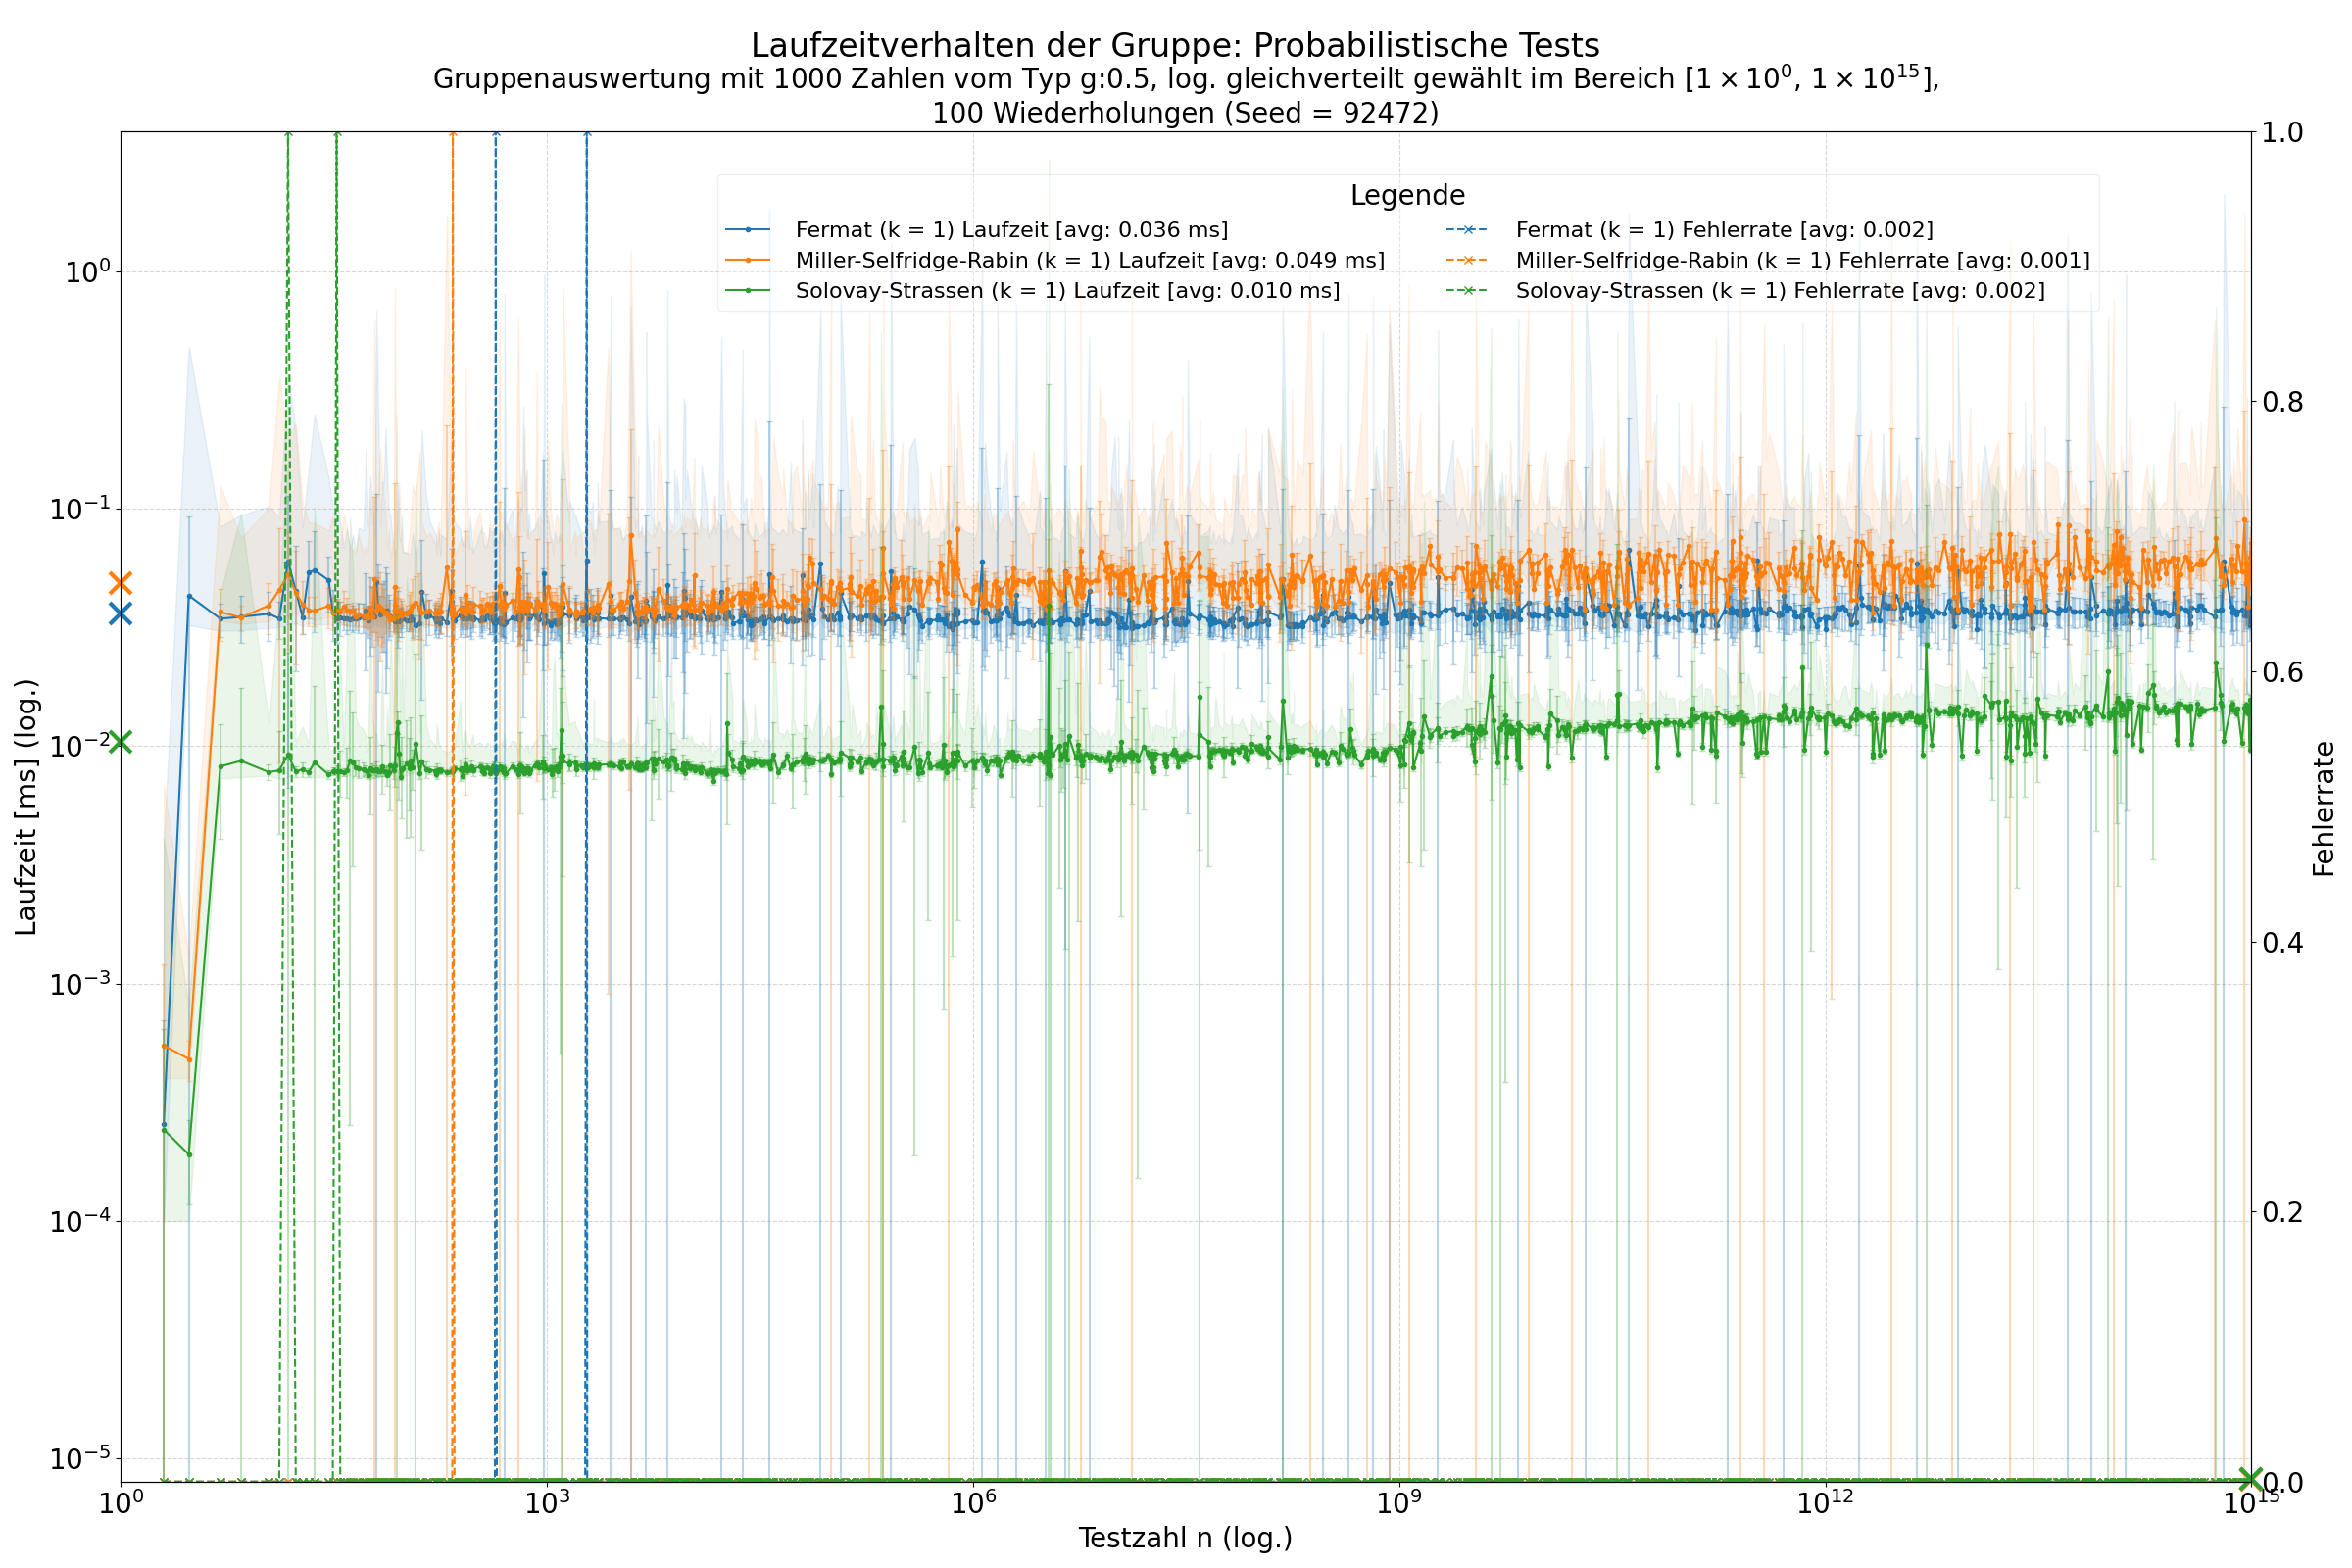 Laufzeitverhalten der Gruppe: Probabilistische Tests
Gruppenauswertung mit 1000 Zahlen vom Typ g:0.5, log. gleichverteilt gewählt im Bereich [1 × 10⁰, 1 × 10¹⁵],
100 Wiederholungen (Seed = 92472)
Legende
Fermat (k = 1) Laufzeit [avg: 0.036 ms]
Miller-Selfridge-Rabin (k = 1) Laufzeit [avg: 0.049 ms]
Solovay-Strassen (k = 1) Laufzeit [avg: 0.010 ms]
Fermat (k = 1) Fehlerrate [avg: 0.002]
Miller-Selfridge-Rabin (k = 1) Fehlerrate [avg: 0.001]
Solovay-Strassen (k = 1) Fehlerrate [avg: 0.002]
Laufzeit [ms] (log.)
10⁰
10⁻¹
10⁻²
10⁻³
10⁻⁴
10⁻⁵
1.0
0.8
0.6
0.4
0.2
0.0
Fehlerrate
10⁰
10³
10⁶
10⁹
10¹²
10¹⁵
Testzahl n (log.)